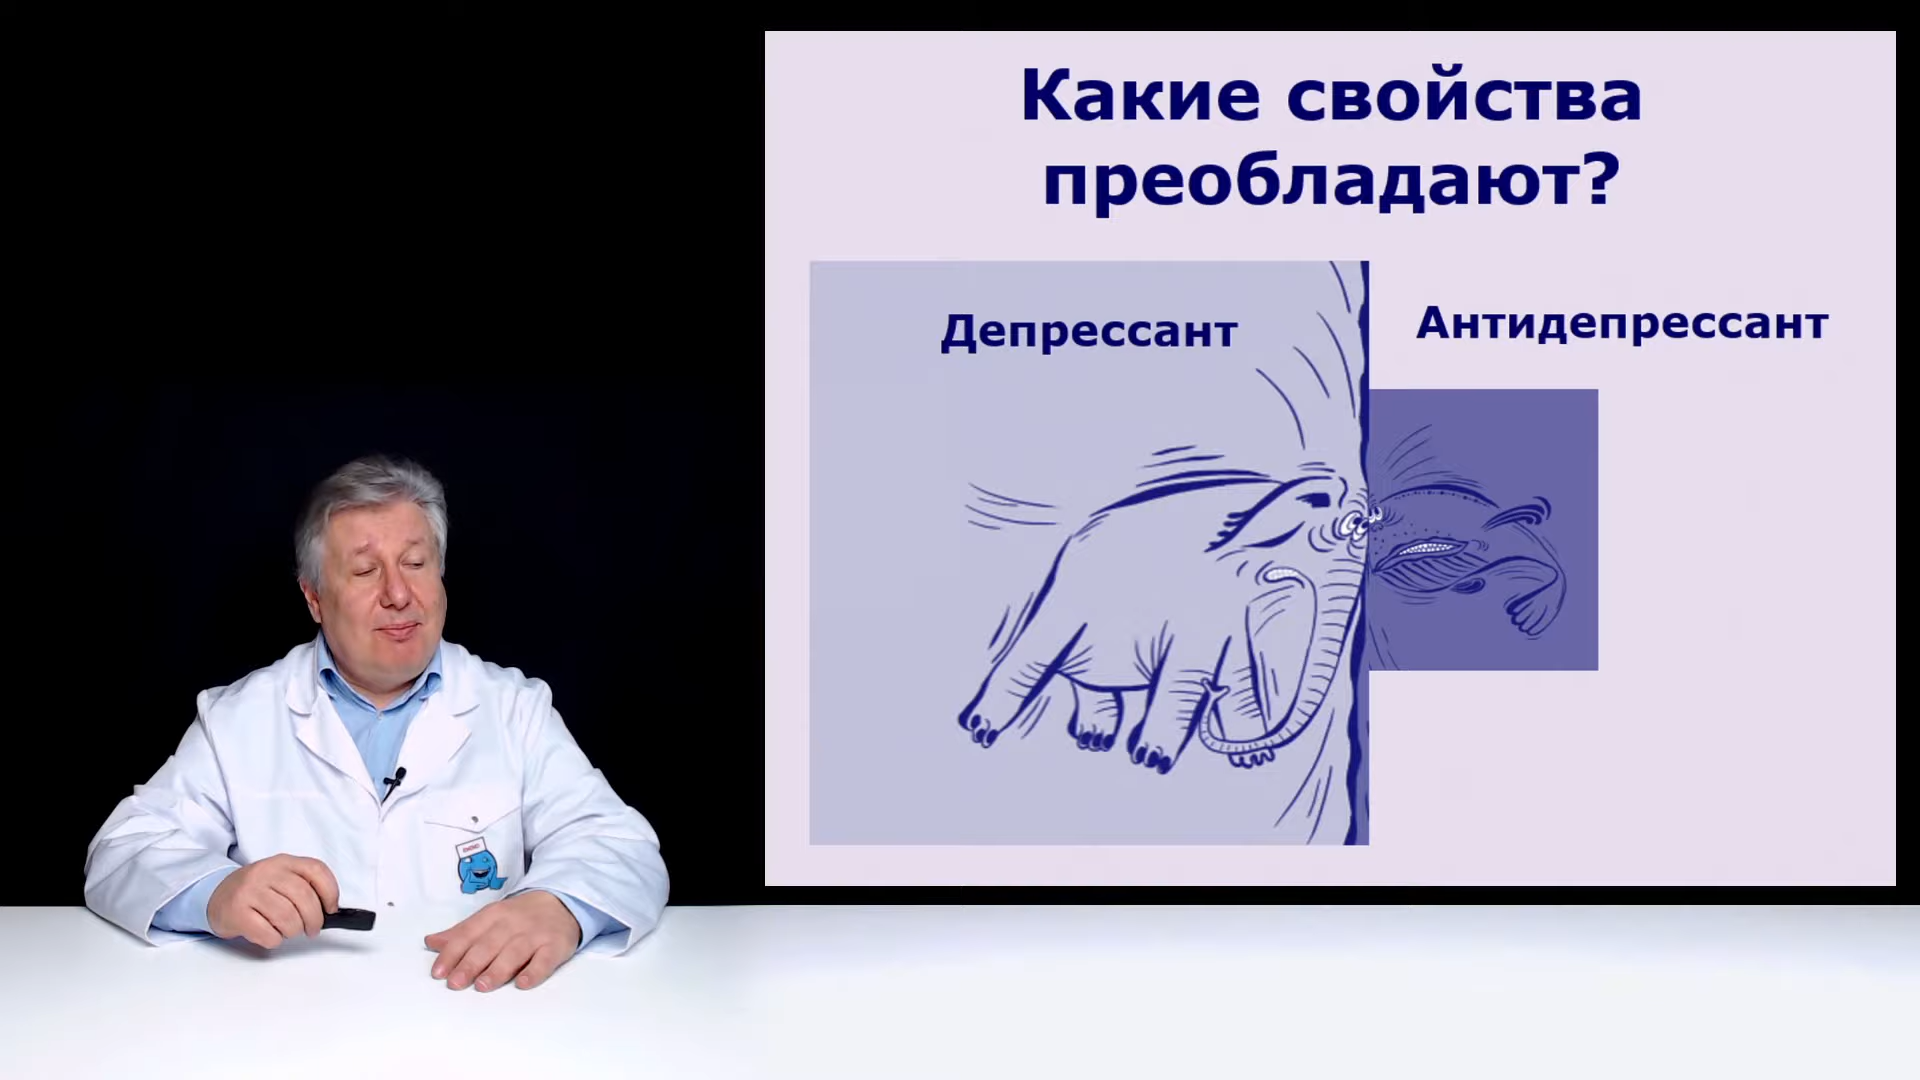 Какие свойства
преобладают?
Депрессант
Антидепрессант